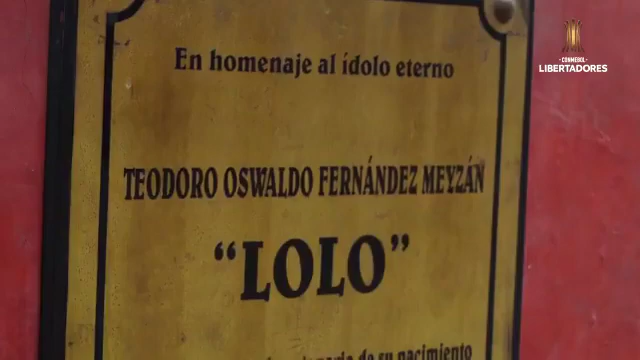 En homenaje al ídolo eterno
TEODORO OSWALDO FERNÁNDEZ MEYZÁN
“LOLO”
de su nacimiento
CONMEBOL
LIBERTADORES